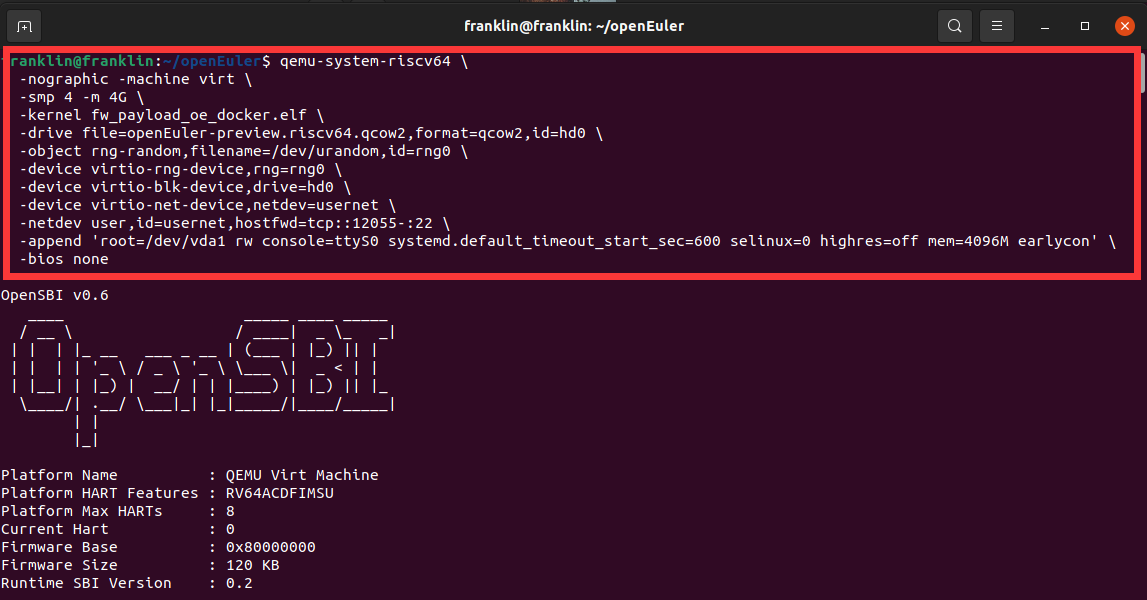 franklin@franklin: ~/openEuler
franklin@franklin:~/openEuler$ qemu-system-riscv64 \
  -nographic -machine virt \
  -smp 4 -m 4G \
  -kernel fw_payload_oe_docker.elf \
  -drive file=openEuler-preview.riscv64.qcow2,format=qcow2,id=hd0 \
  -object rng-random,filename=/dev/urandom,id=rng0 \
  -device virtio-rng-device,rng=rng0 \
  -device virtio-blk-device,drive=hd0 \
  -device virtio-net-device,netdev=usernet \
  -netdev user,id=usernet,hostfwd=tcp::12055-:22 \
  -append 'root=/dev/vda1 rw console=ttyS0 systemd.default_timeout_start_sec=600 selinux=0 highres=off mem=4096M earlycon' \
  -bios none
OpenSBI v0.6
OpenSBI
Platform Name          : QEMU Virt Machine
Platform HART Features : RV64ACDFIMSU
Platform Max HARTs     : 8
Current Hart           : 0
Firmware Base          : 0x80000000
Firmware Size          : 120 KB
Runtime SBI Version    : 0.2